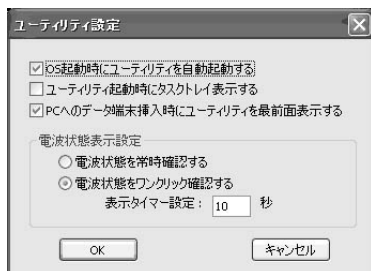 ユーティリティ設定
OS起動時にユーティリティを自動起動する
ユーティリティ起動時にタスクトレイ表示する
PCへのデータ端末挿入時にユーティリティを最前面表示する
電波状態表示設定
電波状態を常時確認する
電波状態をワンクリック確認する
表示タイマー設定： 10 秒
OK キャンセル